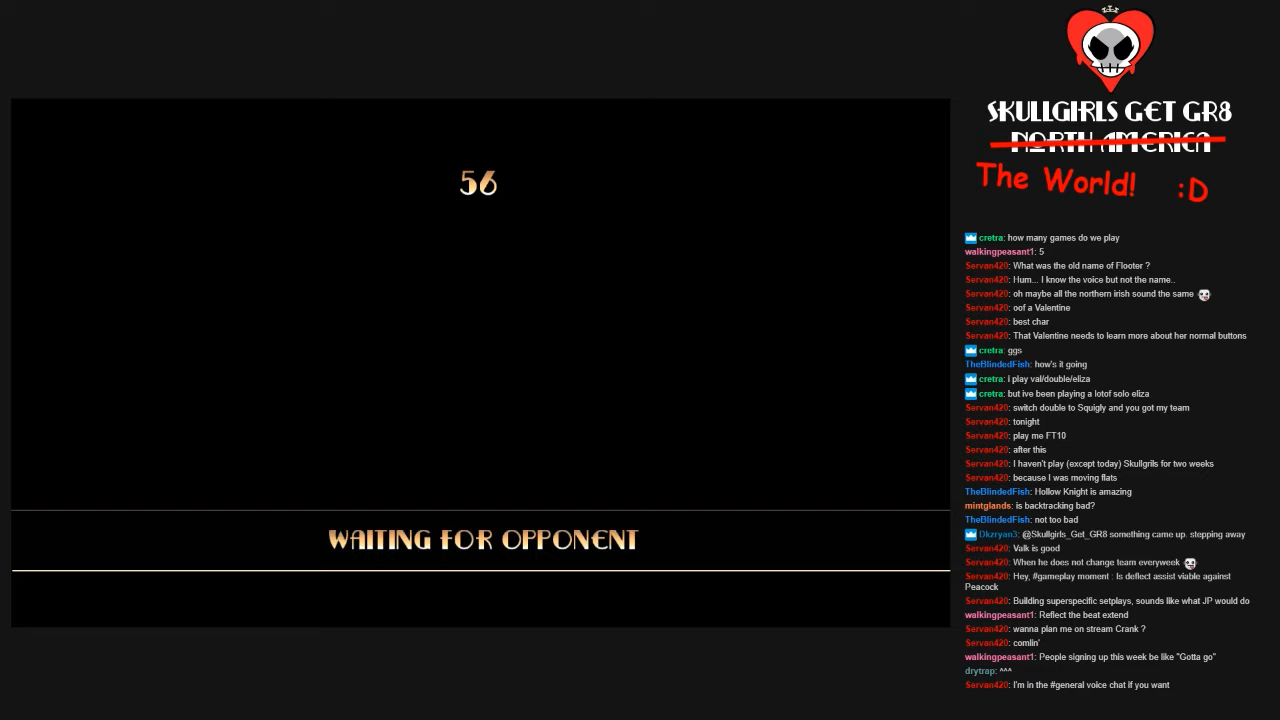 56
WAITING FOR OPPONENT
SKULLGIRLS GET GR8
NORTH AMERICA
The World! :D
cretra: how many games do we play
walkingpeasant1: 5
Servan420: What was the old name of Flooter ?
Servan420: Hum... I know the voice but not the name..
Servan420: oh maybe all the northern irish sound the same
Servan420: oof a Valentine
Servan420: best char
Servan420: That Valentine needs to learn more about her normal buttons
cretra: ggs
TheBlindedFish: how's it going
cretra: I play val/double/eliza
cretra: but ive been playing a lotof solo eliza
Servan420: switch double to Squigly and you got my team
Servan420: tonight
Servan420: play me FT10
Servan420: after this
Servan420: I haven't play (except today) Skullgrils for two weeks
Servan420: because I was moving flats
TheBlindedFish: Hollow Knight is amazing
mintglands: is backtracking bad?
TheBlindedFish: not too bad
Dkzryan3: @Skullgirls_Get_GR8 something came up. stepping away
Servan420: Valk is good
Servan420: When he does not change team everyweek
Servan420: Hey, #gameplay moment : Is deflect assist viable against
Peacock
Servan420: Building superspecific setplays, sounds like what JP would do
walkingpeasant1: Reflect the beat extend
Servan420: wanna plan me on stream Crank ?
Servan420: comlin'
walkingpeasant1: People signing up this week be like "Gotta go"
drytrap: ^^^
Servan420: I'm in the #general voice chat if you want